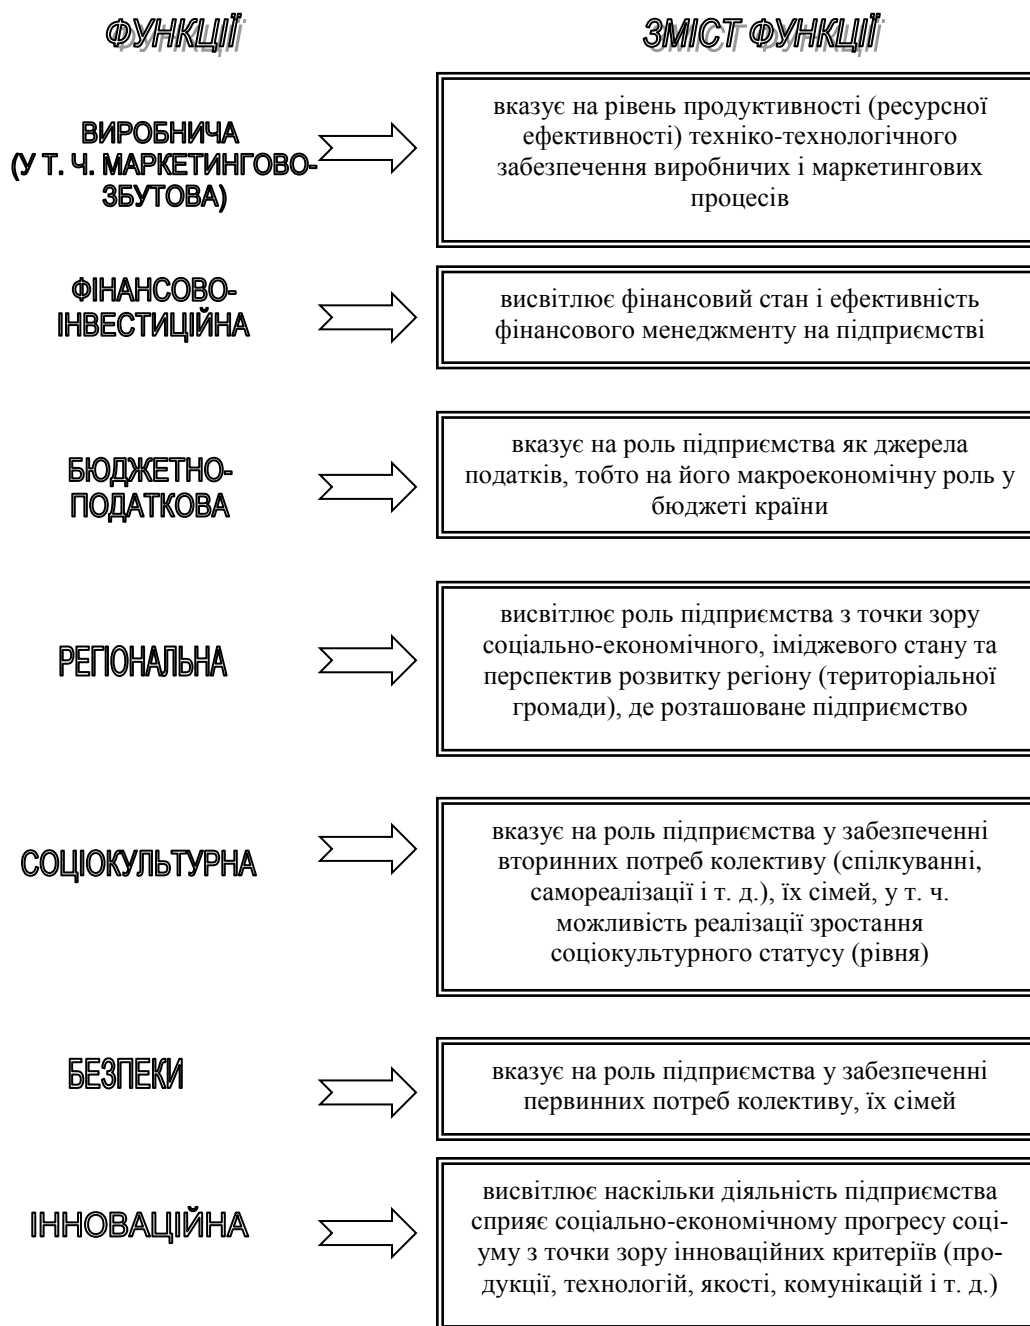 ФУНКЦІЇ
ЗМІСТ ФУНКЦІЇ
ВИРОБНИЧА
(У Т. Ч. МАРКЕТИНГОВО-
ЗБУТОВА)
вказує на рівень продуктивності (ресурсної
ефективності) техніко-технологічного
забезпечення виробничих і маркетингових
процесів
ФІНАНСОВО-
ІНВЕСТИЦІЙНА
висвітлює фінансовий стан і ефективність
фінансового менеджменту на підприємстві
БЮДЖЕТНО-
ПОДАТКОВА
вказує на роль підприємства як джерела
податків, тобто на його макроекономічну роль у
бюджеті країни
РЕГІОНАЛЬНА
висвітлює роль підприємства з точки зору
соціально-економічного, іміджевого стану та
перспектив розвитку регіону (територіальної
громади), де розташоване підприємство
СОЦІОКУЛЬТУРНА
вказує на роль підприємства у забезпеченні
вторинних потреб колективу (спілкуванні,
самореалізації і т. д.), їх сімей, у т. ч.
можливість реалізації зростання
соціокультурного статусу (рівня)
БЕЗПЕКИ
вказує на роль підприємства у забезпеченні
первинних потреб колективу, їх сімей
ІННОВАЦІЙНА
висвітлює наскільки діяльність підприємства
сприяє соціально-економічному прогресу соці-
уму з точки зору інноваційних критеріїв (про-
дукції, технологій, якості, комунікацій і т. д.)